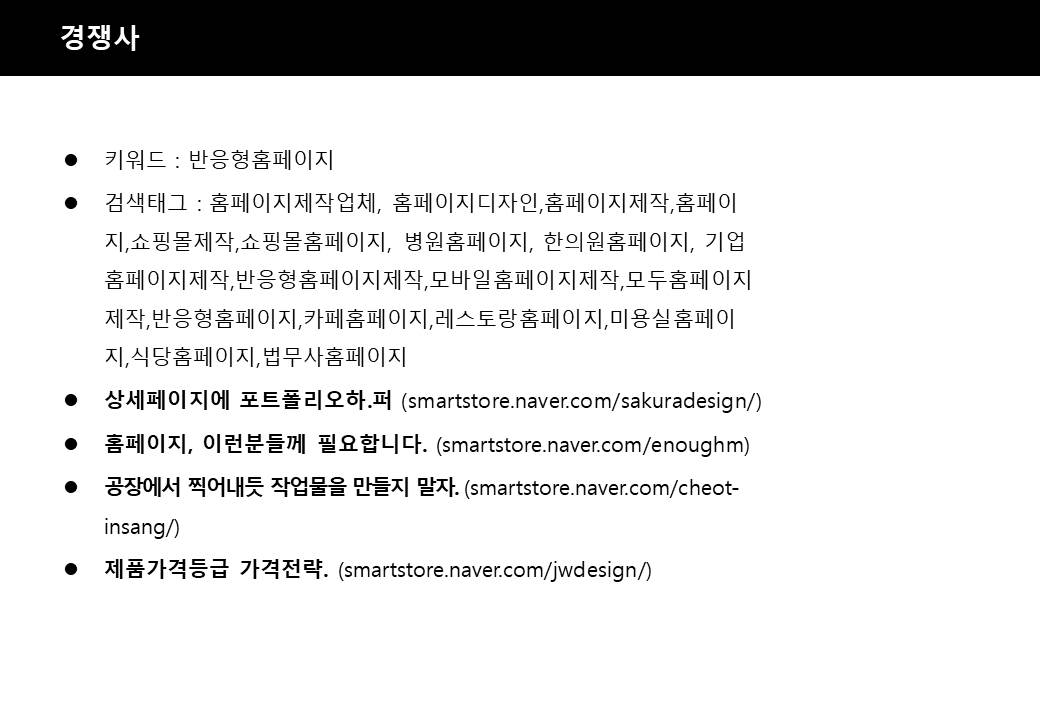 경쟁사
● 키워드 : 반응형홈페이지
● 검색태그 : 홈페이지제작업체, 홈페이지디자인,홈페이지제작,홈페이
지,쇼핑몰제작,쇼핑몰홈페이지, 병원홈페이지, 한의원홈페이지, 기업
홈페이지제작,반응형홈페이지제작,모바일홈페이지제작,모두홈페이지
제작,반응형홈페이지,카페홈페이지,레스토랑홈페이지,미용실홈페이
지,식당홈페이지,법무사홈페이지
● 상세페이지에 포트폴리오하.퍼 (smartstore.naver.com/sakuradesign/)
● 홈페이지, 이런분들께 필요합니다. (smartstore.naver.com/enoughm)
● 공장에서 찍어내듯 작업물을 만들지 말자. (smartstore.naver.com/cheot-
insang/)
● 제품가격등급 가격전략. (smartstore.naver.com/jwdesign/)